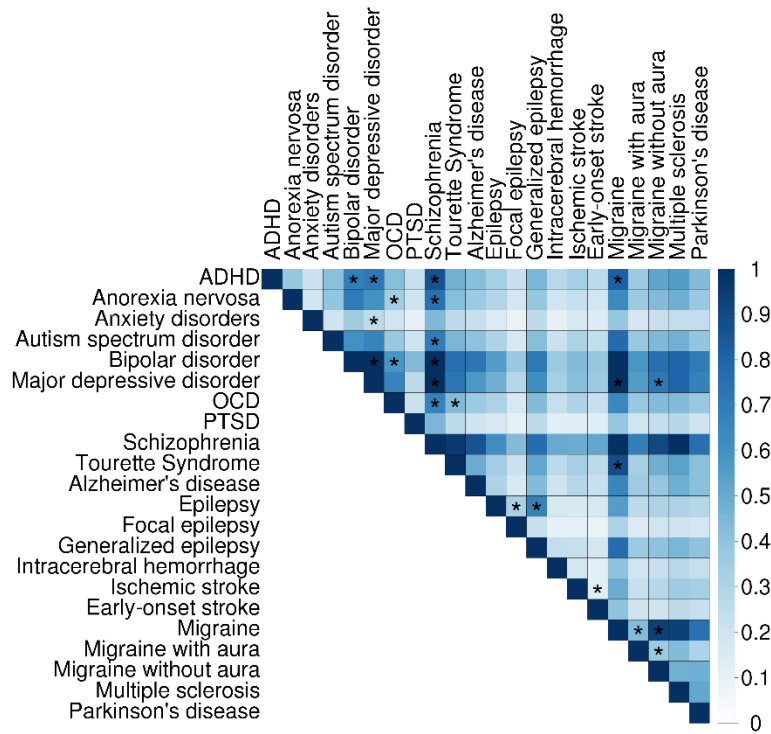 ADHD
Anorexia nervosa
Anxiety disorders
Autism spectrum disorder
Bipolar disorder
Major depressive disorder
OCD
PTSD
Schizophrenia
Tourette Syndrome
Alzheimer's disease
Epilepsy
Focal epilepsy
Generalized epilepsy
Intracerebral hemorrhage
Ischemic stroke
Early-onset stroke
Migraine
Migraine with aura
Migraine without aura
Multiple sclerosis
Parkinson's disease
ADHD * * * *
Anorexia nervosa * *
Anxiety disorders *
Autism spectrum disorder *
Bipolar disorder * * *
Major depressive disorder * * *
OCD * *
PTSD
Schizophrenia
Tourette Syndrome *
Alzheimer's disease
Epilepsy * *
Focal epilepsy
Generalized epilepsy
Intracerebral hemorrhage
Ischemic stroke *
Early-onset stroke
Migraine * *
Migraine with aura *
Migraine without aura
Multiple sclerosis
Parkinson's disease
1
0.9
0.8
0.7
0.6
0.5
0.4
0.3
0.2
0.1
0